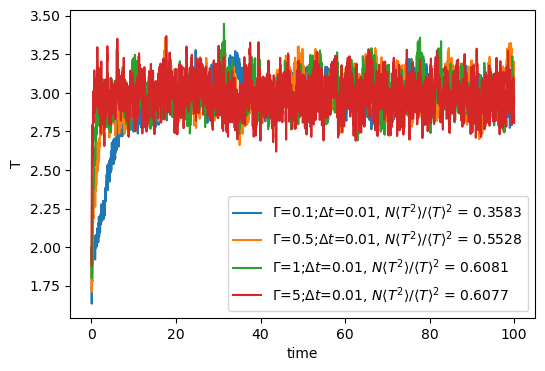 3.50
3.25
3.00
2.75
2.50
2.25
2.00
1.75
T
0
20
40
60
80
100
time
Γ=0.1;Δt=0.01, N⟨T²⟩/⟨T⟩² = 0.3583
Γ=0.5;Δt=0.01, N⟨T²⟩/⟨T⟩² = 0.5528
Γ=1;Δt=0.01, N⟨T²⟩/⟨T⟩² = 0.6081
Γ=5;Δt=0.01, N⟨T²⟩/⟨T⟩² = 0.6077